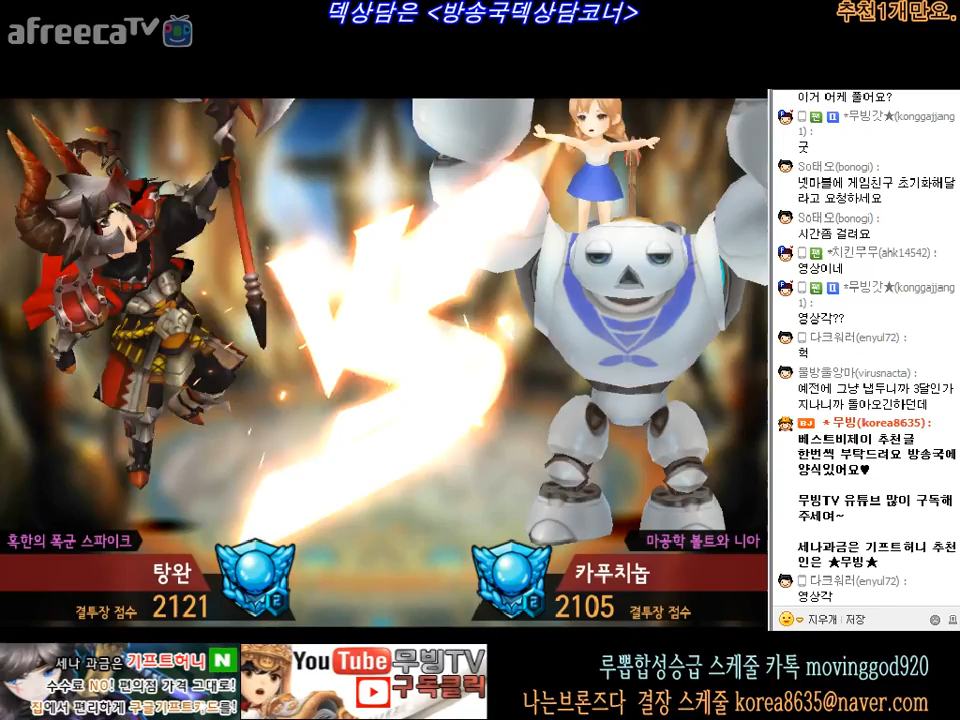 덱상담은 <방송국덱상담코너>
추천1개만요.
afreecaTV
이거 어케 풀어요?
*무빙갓★(konggajjang
1) :
굿
So태오(bonogi) :
넷마블에 게임친구 초기화해달
라고 요청하세요
So태오(bonogi) :
시간좀 걸려요
*치킨무무(ahk14542) :
영상이네
*무빙갓★(konggajjang
1) :
영상각??
다크워러(enyul72) :
헉
물방울앙마(virusnacta) :
예전에 그냥 냅두니까 3달인가
지나니까 돌아오긴하던데
BJ *무빙(korea8635) :
베스트비제이 추천글
한번씩 부탁드려요 방송국에
양식있어요♥
무빙TV 유튜브 많이 구독해
주세여~
세나과금은 기프트허니 추천
인은 ★무빙★
다크워러(enyul72) :
영상각
지우개 | 저장
혹한의 폭군 스파이크
탕완
결투장 점수 2121
2
마공학 볼트와 니아
카푸치놉
2105 결투장 점수
2
세나 과금은 기프트허니 N
수수료 NO! 편의점 가격 그대로!
집에서 편리하게 구글기프트카드를!
YouTube 무빙TV
구독클릭
루뽑합성승급 스케줄 카톡 movinggod920
나는브론즈다 결장 스케줄 korea8635@naver.com